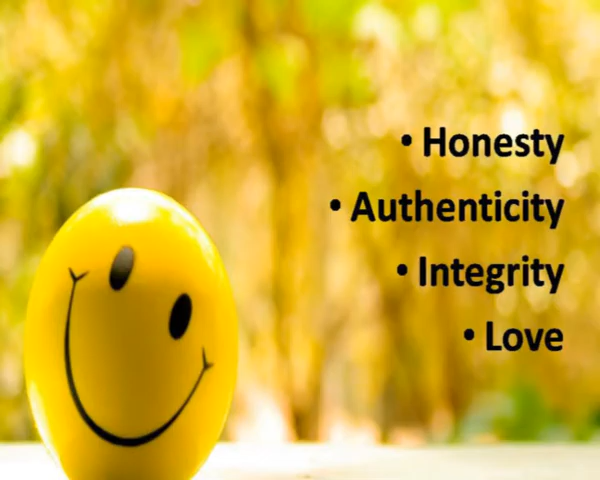 • Honesty
• Authenticity
• Integrity
• Love